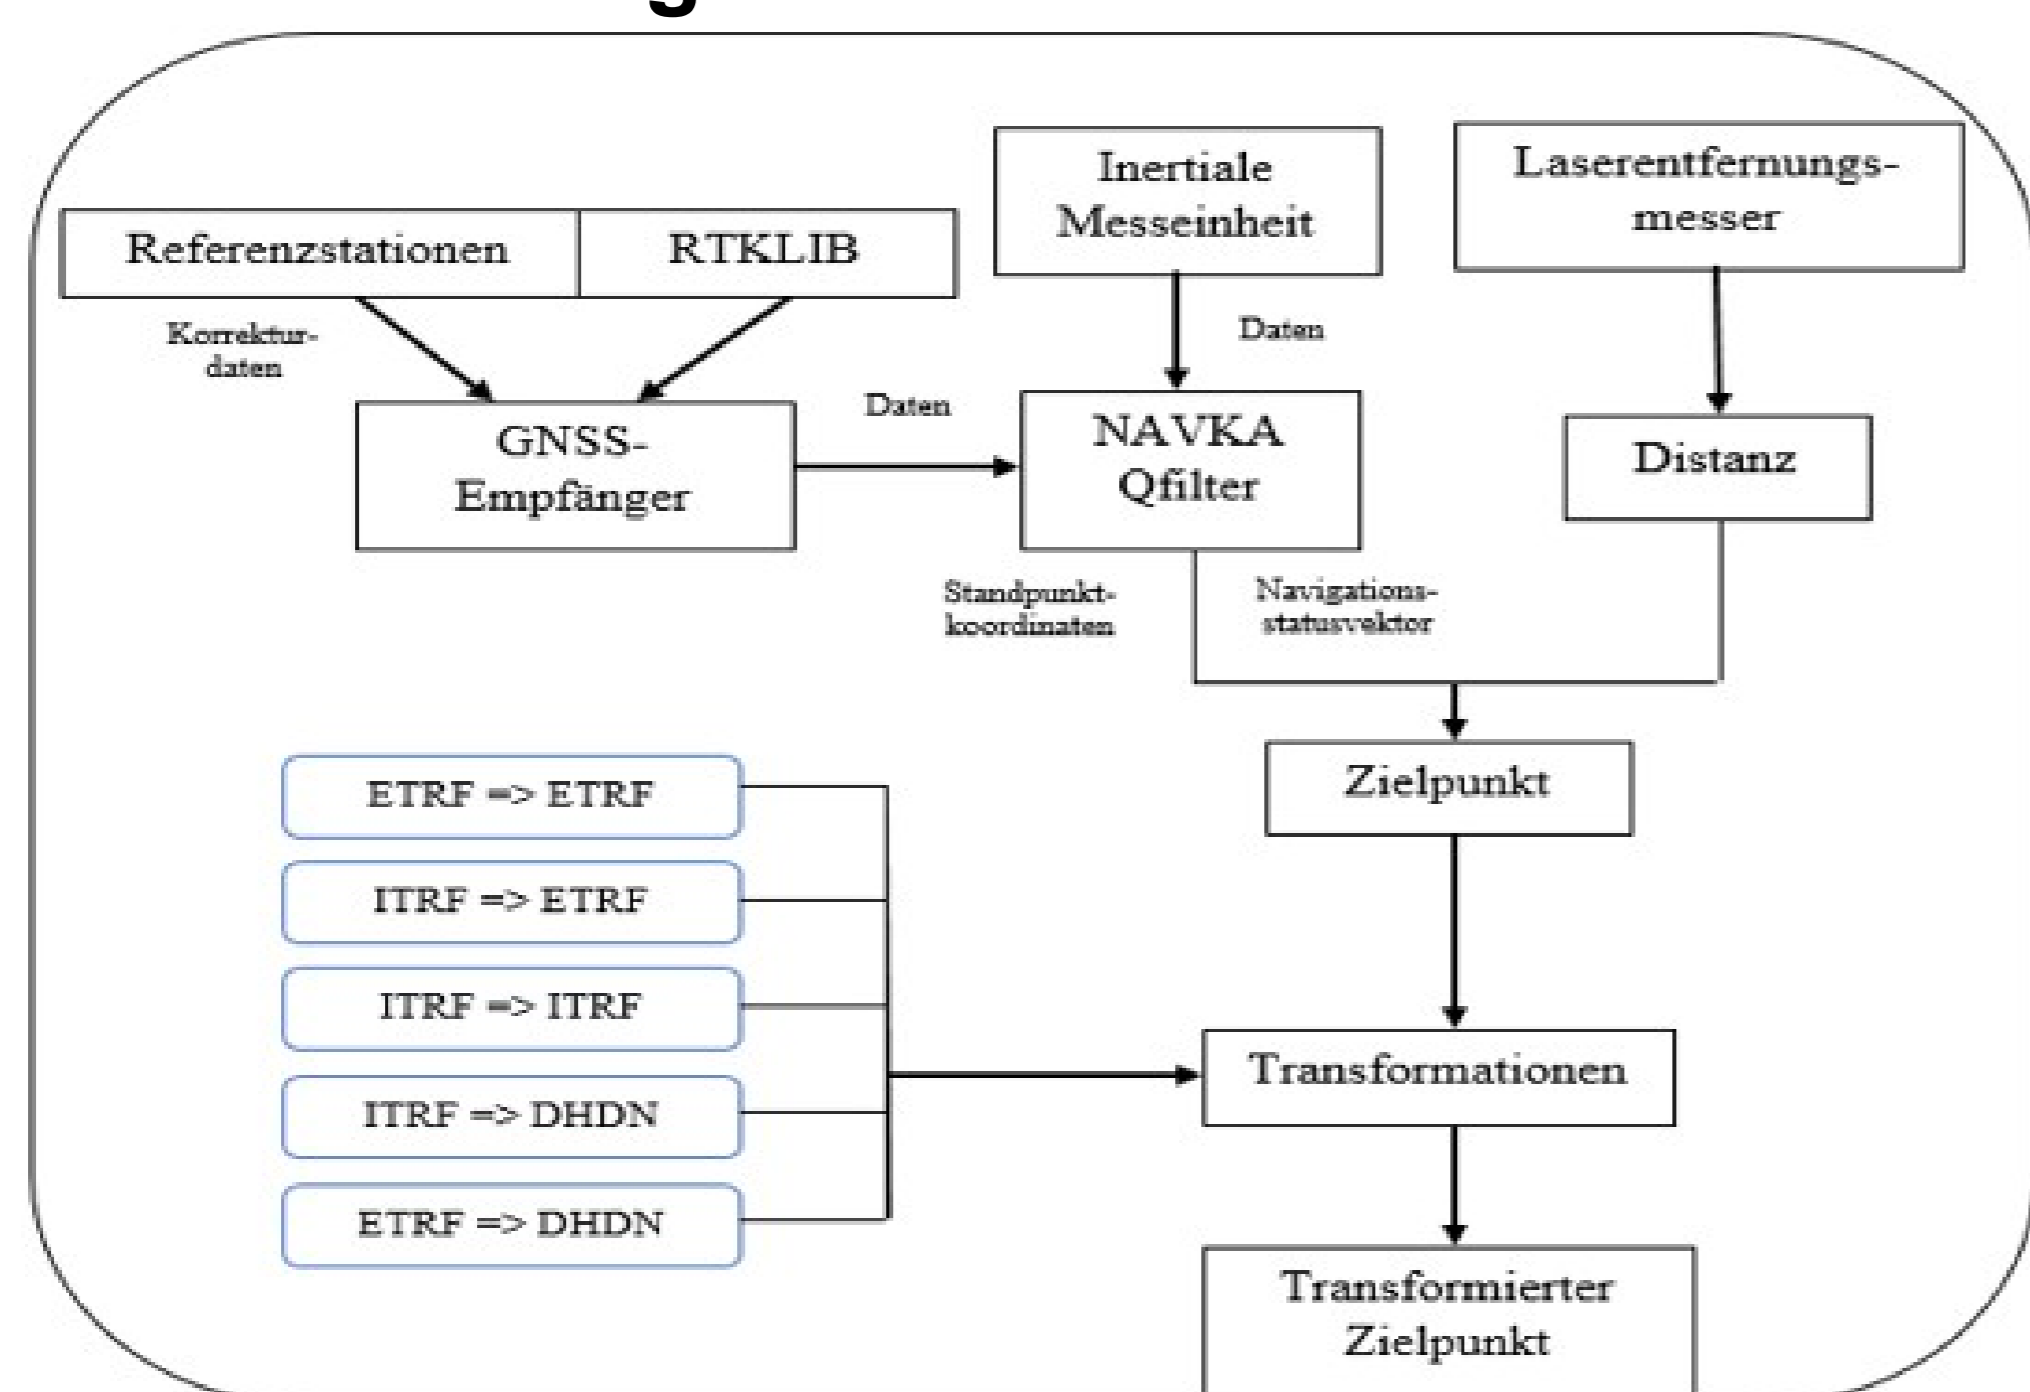 Inertiale
Messeinheit
Laserentfernungs-
messer
Referenzstationen
RTKLIB
Korrektur-
daten
Daten
Daten
GNSS-
Empfänger
NAVKA
Qfilter
Distanz
Standpunkt-
koordinaten
Navigations-
statusvektor
Zielpunkt
ETRF => ETRF
ITRF => ETRF
ITRF => ITRF
ITRF => DHDN
ETRF => DHDN
Transformationen
Transformierter
Zielpunkt